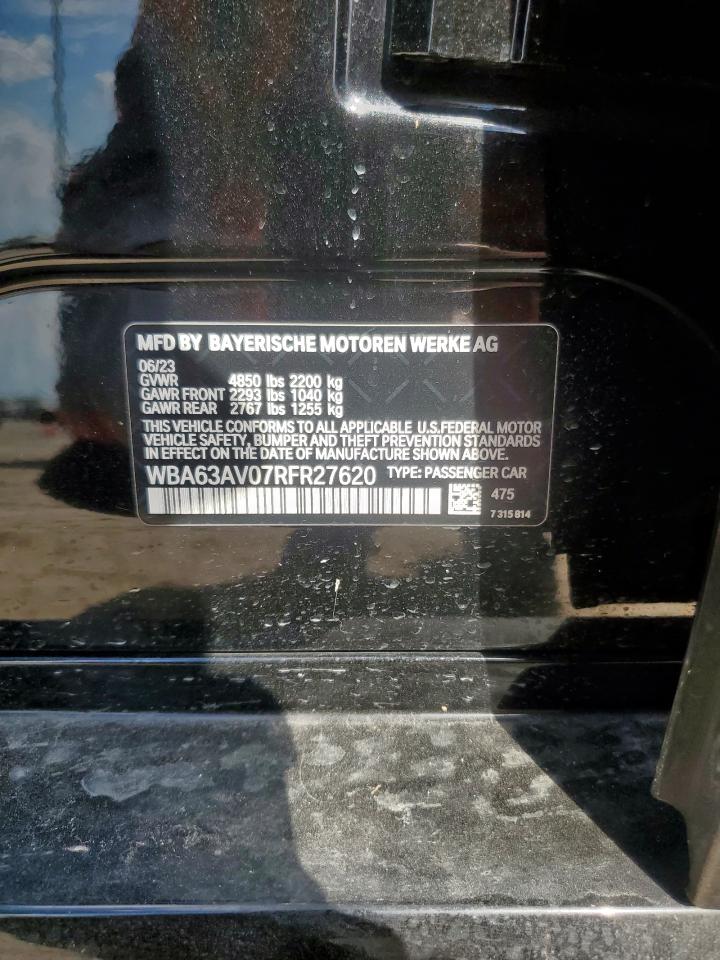 MFD BY BAYERISCHE MOTOREN WERKE AG
06/23
GVWR 4850 lbs 2200 kg
GAWR FRONT 2293 lbs 1040 kg
GAWR REAR 2767 lbs 1255 kg
THIS VEHICLE CONFORMS TO ALL APPLICABLE U.S.FEDERAL MOTOR
VEHICLE SAFETY, BUMPER AND THEFT PREVENTION STANDARDS
IN EFFECT ON THE DATE OF MANUFACTURE SHOWN ABOVE.
WBA63AV07RFR27620 TYPE: PASSENGER CAR
475
7 315 814